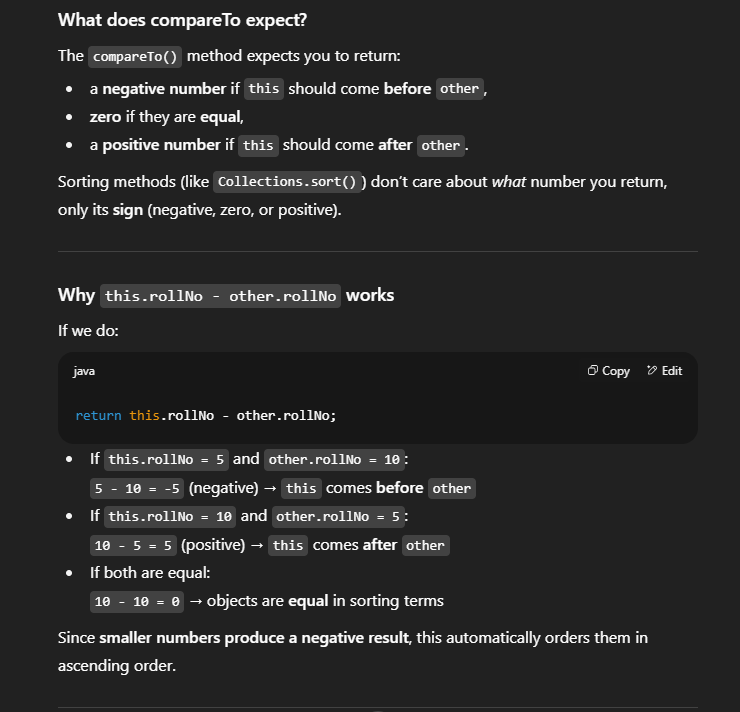 What does compareTo expect?
The compareTo() method expects you to return:
• a negative number if this should come before other,
• zero if they are equal,
• a positive number if this should come after other.
Sorting methods (like Collections.sort()) don't care about what number you return,
only its sign (negative, zero, or positive).
Why this.rollNo - other.rollNo works
If we do:
java Copy Edit
return this.rollNo - other.rollNo;
• If this.rollNo = 5 and other.rollNo = 10:
5 - 10 = -5 (negative) → this comes before other
• If this.rollNo = 10 and other.rollNo = 5:
10 - 5 = 5 (positive) → this comes after other
• If both are equal:
10 - 10 = 0 → objects are equal in sorting terms
Since smaller numbers produce a negative result, this automatically orders them in
ascending order.